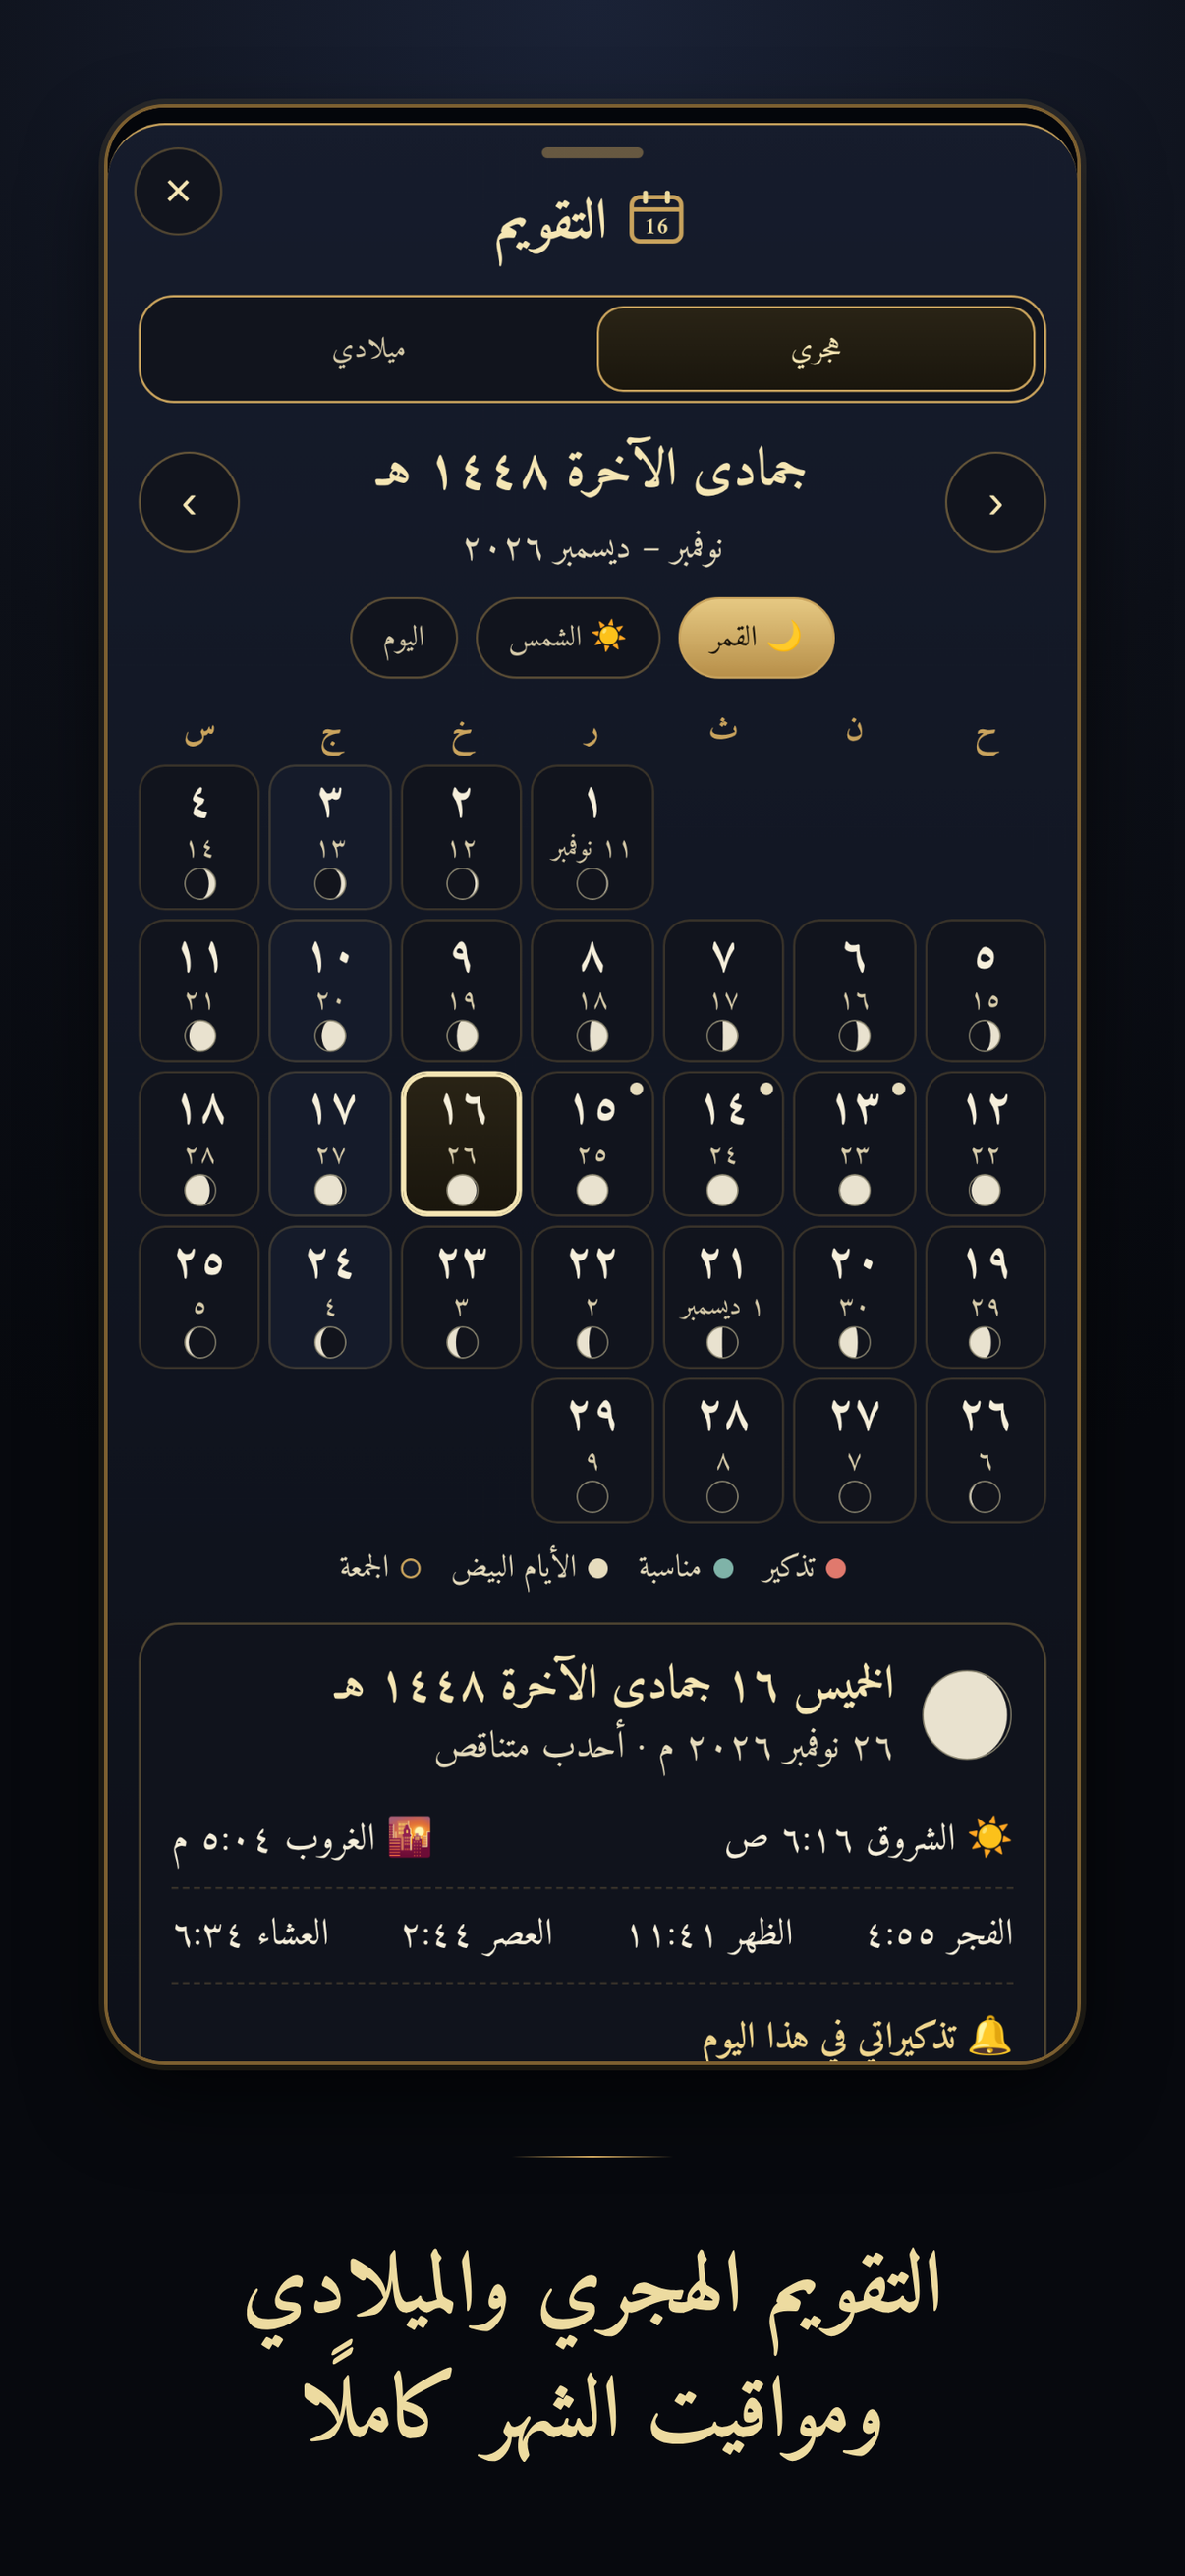 ×
التقويم 16
هجري ميلادي
جمادى الآخرة ١٤٤٨ هـ
نوفمبر – ديسمبر ٢٠٢٦
القمر الشمس اليوم
ح ن ث ر خ ج س
١ ٢ ٣ ٤
١١ نوفمبر ١٢ ١٣ ١٤
٥ ٦ ٧ ٨ ٩ ١٠ ١١
١٥ ١٦ ١٧ ١٨ ١٩ ٢٠ ٢١
١٢ ١٣ ١٤ ١٥ ١٦ ١٧ ١٨
٢٢ ٢٣ ٢٤ ٢٥ ٢٦ ٢٧ ٢٨
١٩ ٢٠ ٢١ ٢٢ ٢٣ ٢٤ ٢٥
٢٩ ٣٠ ١ ديسمبر ٢ ٣ ٤ ٥
٢٦ ٢٧ ٢٨ ٢٩
٦ ٧ ٨ ٩
تذكير مناسبة الأيام البيض الجمعة
الخميس ١٦ جمادى الآخرة ١٤٤٨ هـ
٢٦ نوفمبر ٢٠٢٦ م · أحدب متناقص
الشروق ٦:١٦ ص الغروب ٥:٠٤ م
الفجر ٤:٥٥ الظهر ١١:٤١ العصر ٢:٤٤ العشاء ٦:٣٤
تذكيراتي في هذا اليوم
التقويم الهجري والميلادي
ومواقيت الشهر كاملًا